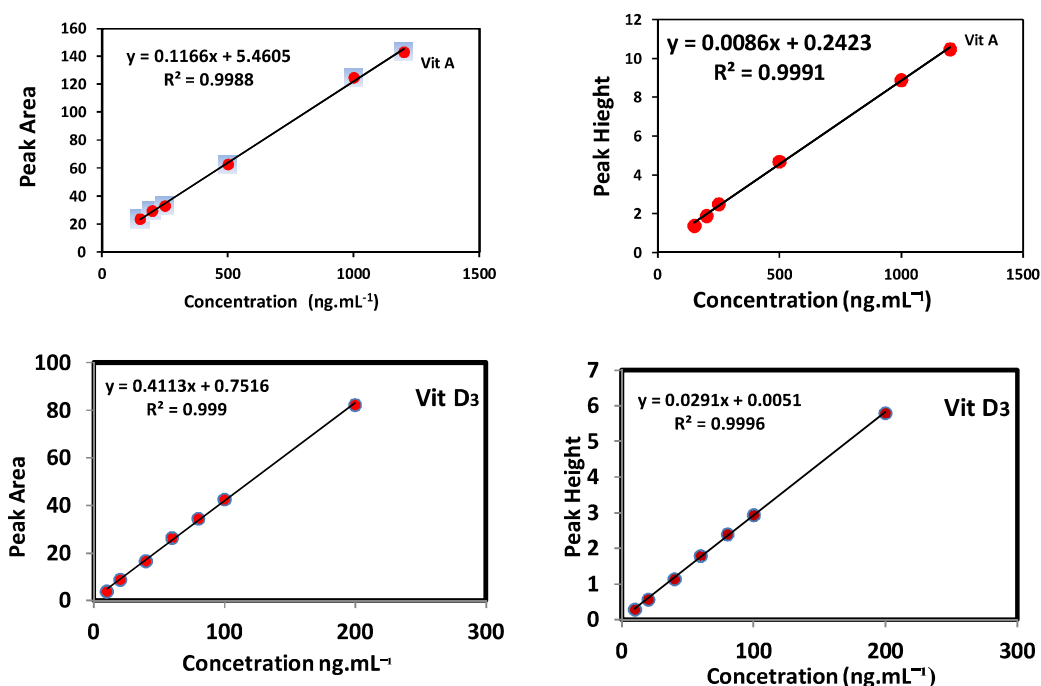 160
140
120
100
80
60
40
20
0
Peak Area
y = 0.1166x + 5.4605
R² = 0.9988
Vit A
0 500 1000 1500
Concentration (ng.mL⁻¹)
12
10
8
6
4
2
0
Peak Hieght
y = 0.0086x + 0.2423
R² = 0.9991
Vit A
0 500 1000 1500
Concentration (ng.mL⁻¹)
100
80
60
40
20
0
Peak Area
y = 0.4113x + 0.7516
R² = 0.999
Vit D3
0 100 200 300
Concetration ng.mL⁻¹
7
6
5
4
3
2
1
0
Peak Height
y = 0.0291x + 0.0051
R² = 0.9996
Vit D3
0 100 200 300
Concentration (ng.mL⁻¹)